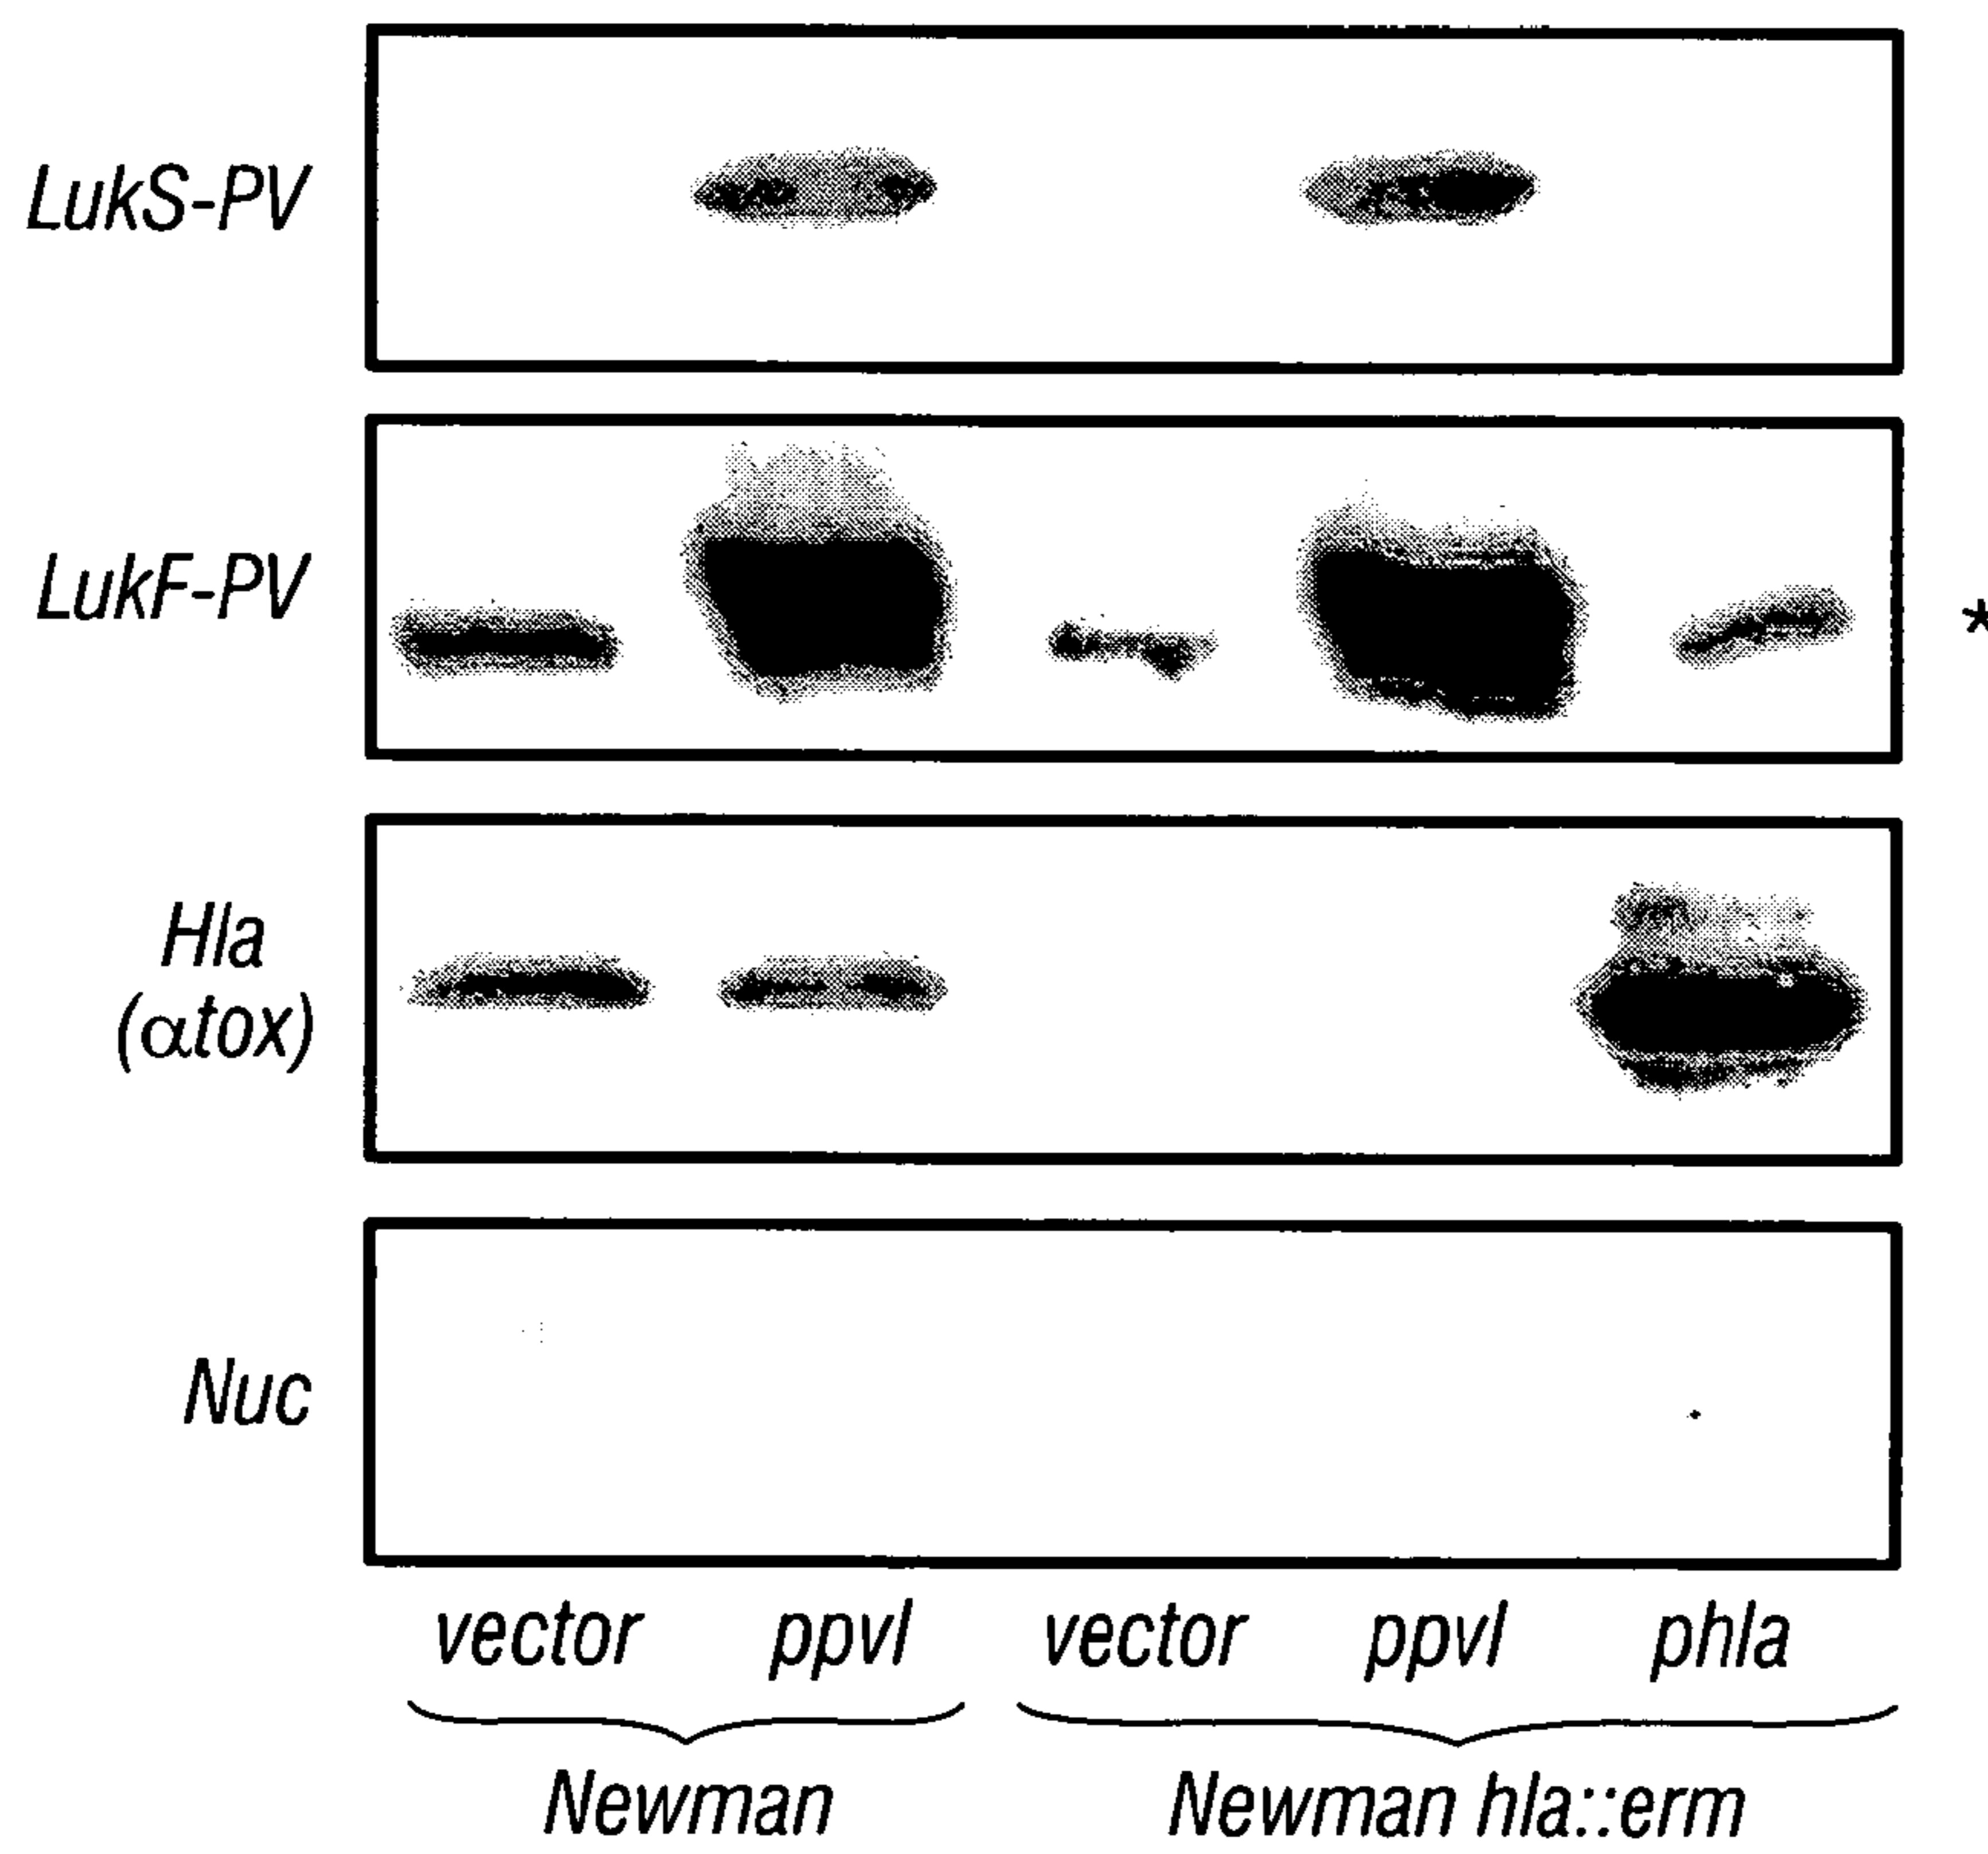 LukS-PV
LukF-PV
*
Hla
(αtox)
Nuc
vector ppvl vector ppvl phla
Newman Newman hla::erm